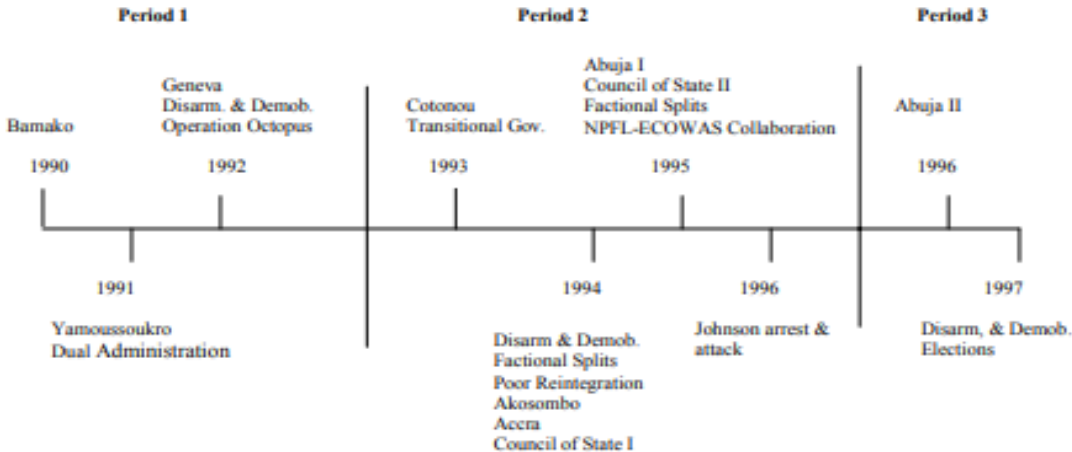 Period 1
Period 2
Period 3
Bamako
1990
Geneva
Disarm. & Demob.
Operation Octopus
1992
1991
Yamoussoukro
Dual Administration
Cotonou
Transitional Gov.
1993
Abuja I
Council of State II
Factional Splits
NPFL-ECOWAS Collaboration
1995
1994
Disarm & Demob.
Factional Splits
Poor Reintegration
Akosombo
Accra
Council of State I
1996
Johnson arrest &
attack
Abuja II
1996
1997
Disarm, & Demob.
Elections